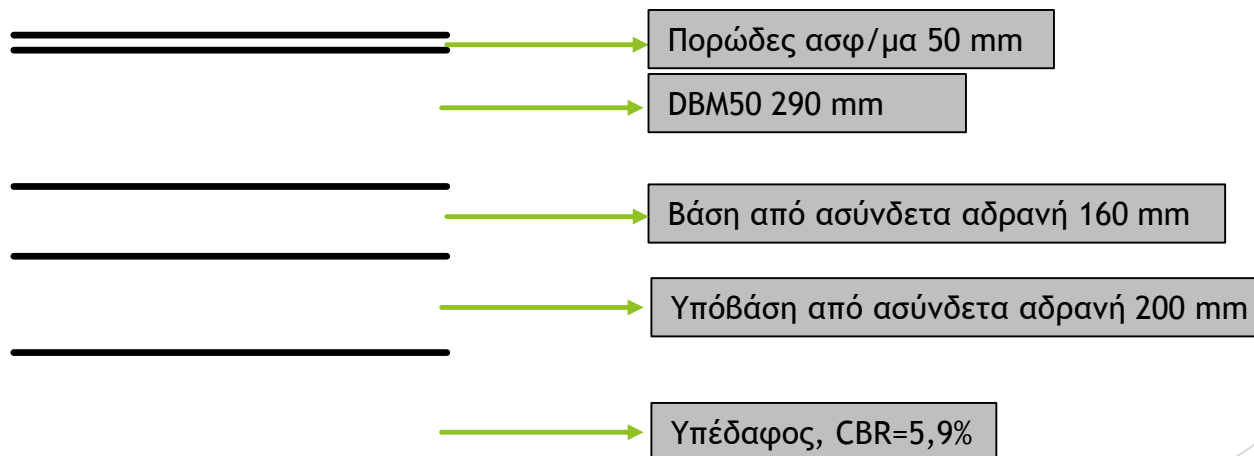 Πορώδες ασφ/μα 50 mm
DBM50 290 mm
Βάση από ασύνδετα αδρανή 160 mm
Υπόβάση από ασύνδετα αδρανή 200 mm
Υπέδαφος, CBR=5,9%